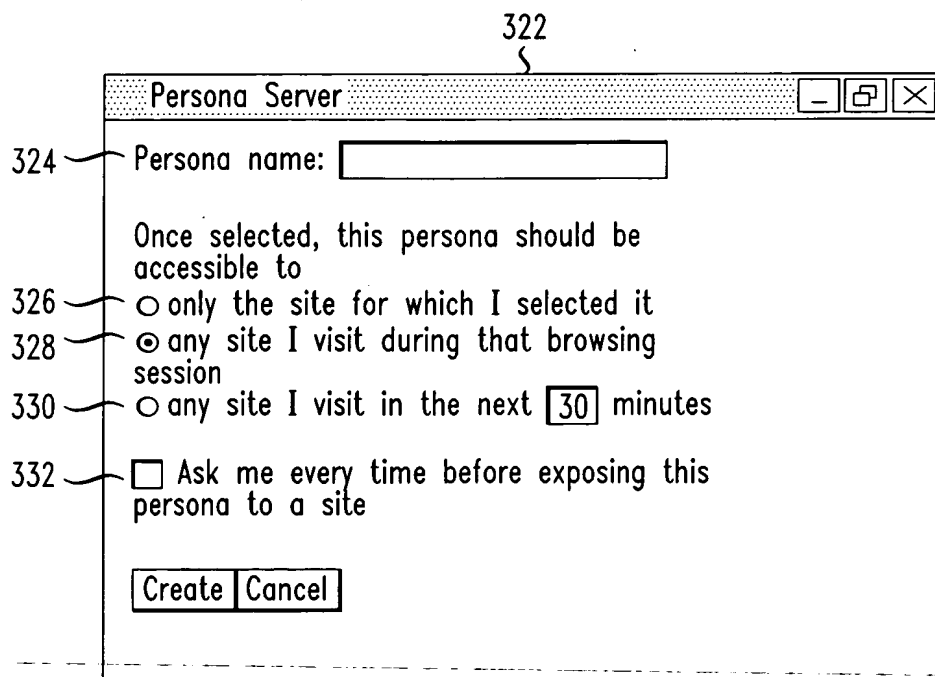 322
Persona Server
324 Persona name:
Once selected, this persona should be
accessible to
326 only the site for which I selected it
328 any site I visit during that browsing
session
330 any site I visit in the next 30 minutes
332 Ask me every time before exposing this
persona to a site
Create Cancel